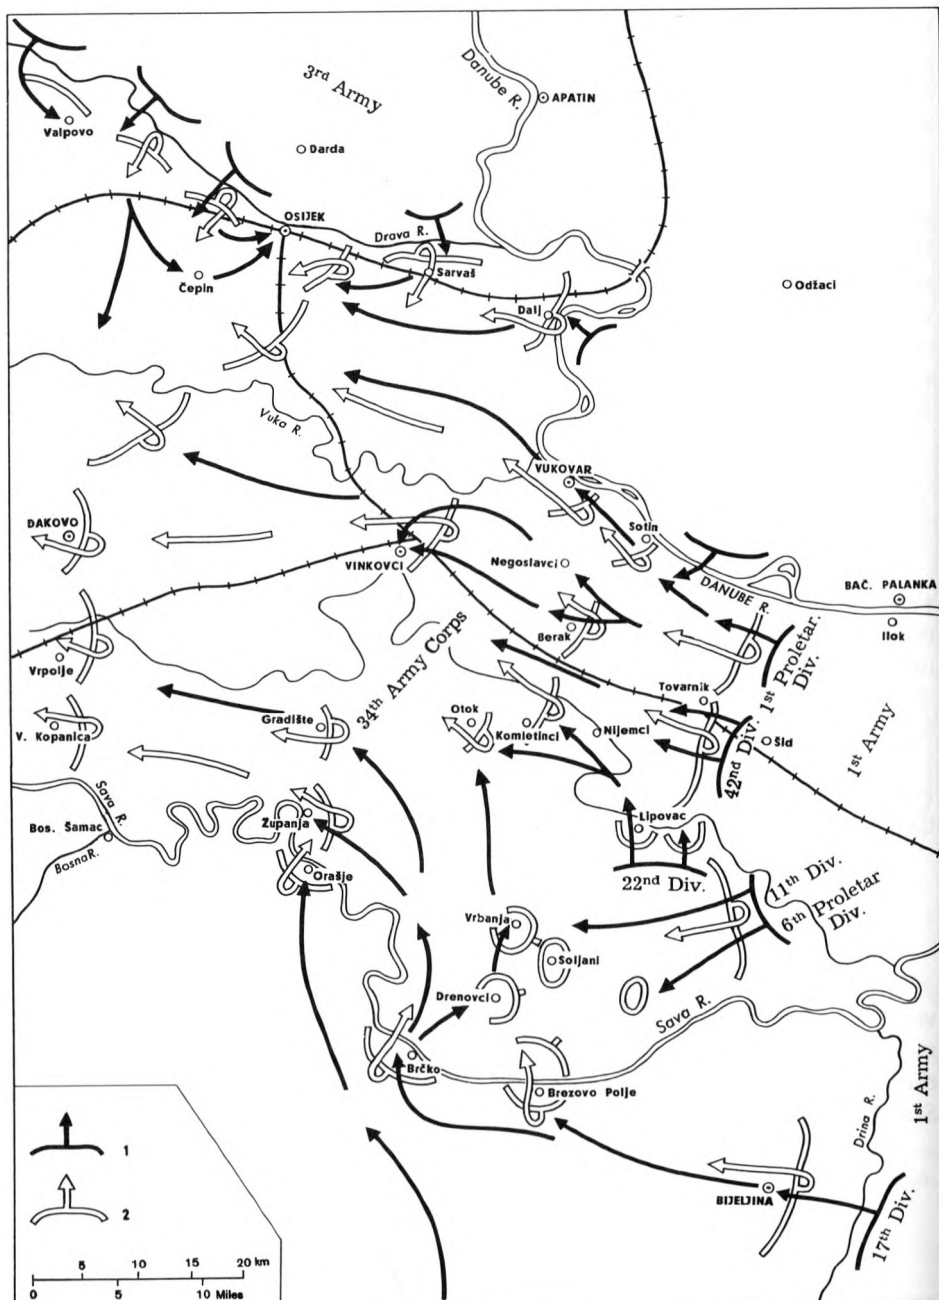 3rd Army
Danube R.
APATIN
Valpovo
Darda
OSIJEK
Drava R.
Čepin
Sarvaš
Dalj
Odžaci
Vuka R.
VUKOVAR
ĐAKOVO
Sotin
VINKOVCI
Negoslavci
DANUBE R.
BAČ. PALANKA
Ilok
Berak
1st Proletar. Div.
Vrpolje
34th Army Corps
Tovarnik
1st Army
V. Kopanica
Gradište
Otok
Komletinci
Nijemci
42nd Div.
Šid
Sava R.
Bos. Šamac
Bosna R.
Županja
Lipovac
Orašje
22nd Div.
11th Div.
6th Proletar Div.
Vrbanja
Soljani
Drenovci
Sava R.
Brčko
Brezovo Polje
1st Army
Drina R.
BIJELJINA
17th Div.
1
2
5 10 15 20 km
0 5 10 Miles